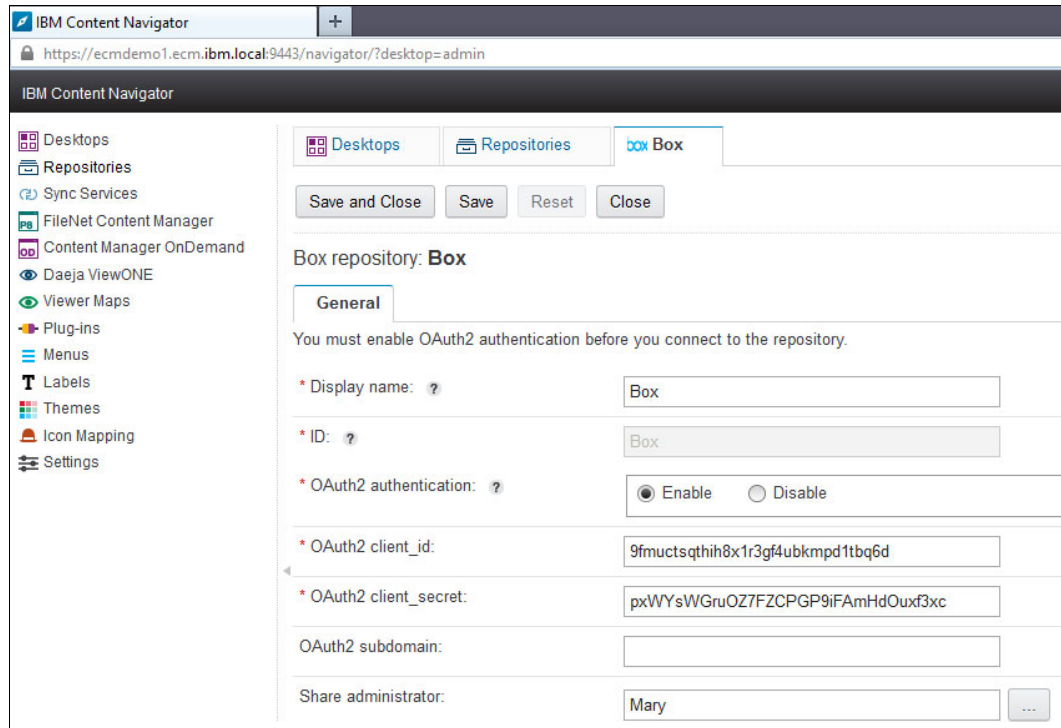 IBM Content Navigator
+
https://ecmdemo1.ecm.ibm.local:9443/navigator/?desktop=admin
IBM Content Navigator
Desktops
Repositories
Sync Services
P8 FileNet Content Manager
OD Content Manager OnDemand
Daeja ViewONE
Viewer Maps
Plug-ins
Menus
T Labels
Themes
Icon Mapping
Settings
Desktops Repositories box Box
Save and Close Save Reset Close
Box repository: Box
General
You must enable OAuth2 authentication before you connect to the repository.
* Display name: ? Box
* ID: ? Box
* OAuth2 authentication: ? Enable Disable
* OAuth2 client_id: 9fmuctsqthih8x1r3gf4ubkmpd1tbq6d
* OAuth2 client_secret: pxWYsWGruOZ7FZCPGP9iFAmHdOuxf3xc
OAuth2 subdomain:
Share administrator: Mary ...